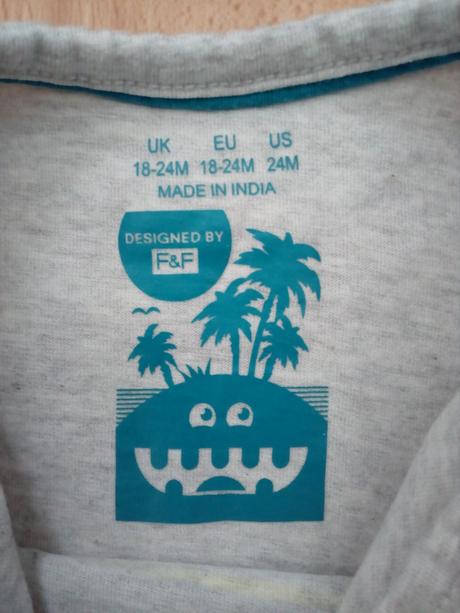 UK EU US
18-24M 18-24M 24M
MADE IN INDIA
DESIGNED BY
F&F